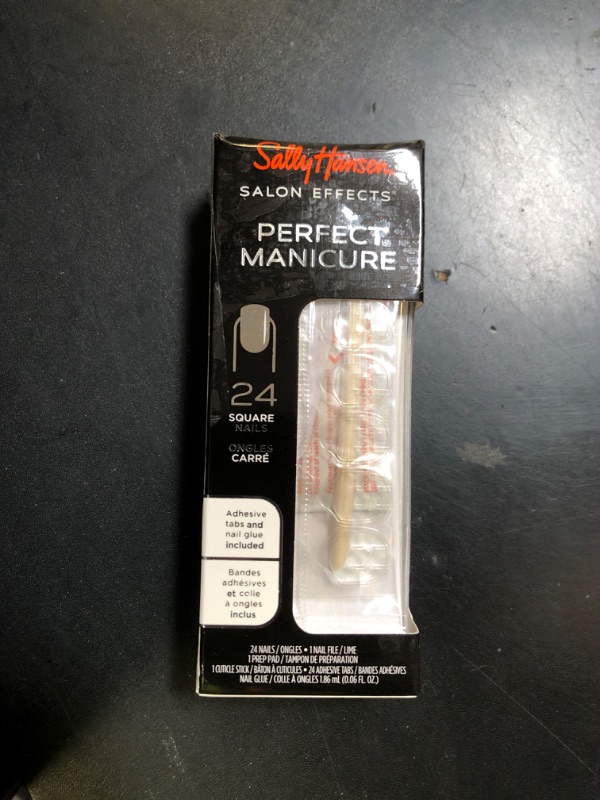 Sally Hansen
SALON EFFECTS
PERFECT
MANICURE
24
SQUARE
NAILS
ONGLES
CARRÉ
Adhesive
tabs and
nail glue
included
Bandes
adhésives
et colle
à ongles
inclus
24 NAILS / ONGLES • 1 NAIL FILE / LIME
1 PREP PAD / TAMPON DE PRÉPARATION
1 CUTICLE STICK / BÂTON À CUTICULES • 24 ADHESIVE TABS / BANDES ADHÉSIVES
NAIL GLUE / COLLE À ONGLES 1.86 mL (0.06 FL. OZ.)